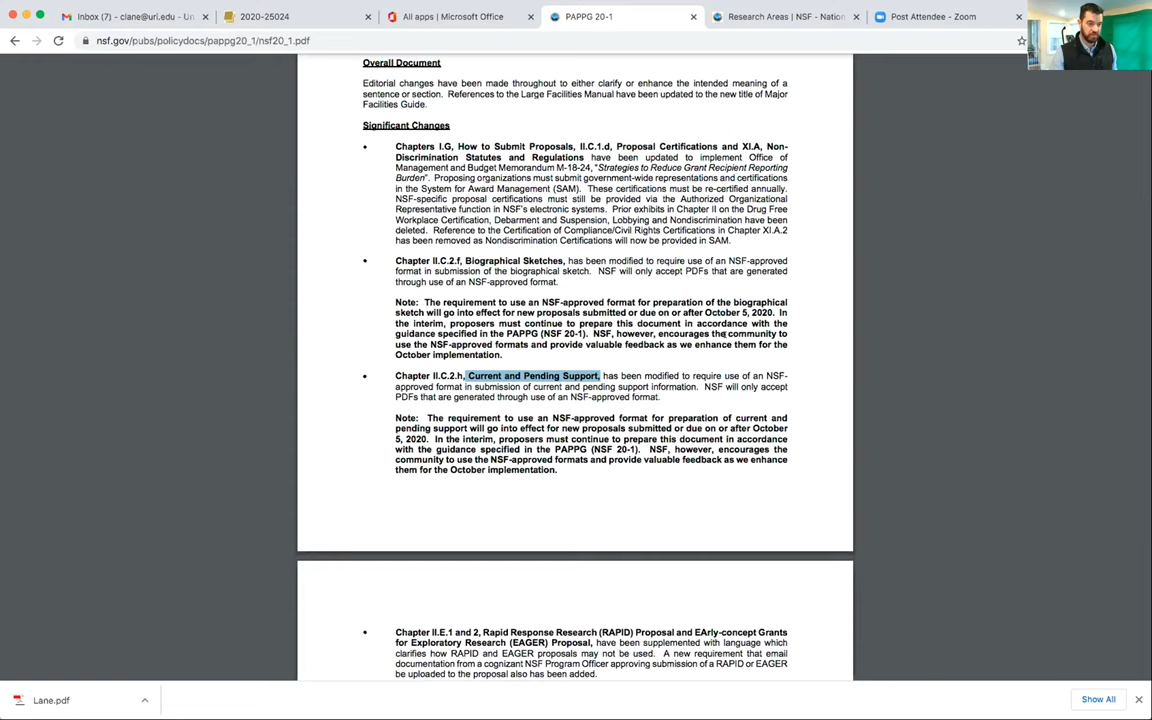 Inbox (7) - clane@uri.edu - Un
2020-25024
All apps | Microsoft Office
PAPPG 20-1
Research Areas | NSF - Nation
Post Attendee - Zoom
nsf.gov/pubs/policydocs/pappg20_1/nsf20_1.pdf
Overall Document
Editorial changes have been made throughout to either clarify or enhance the intended meaning of a
sentence or section. References to the Large Facilities Manual have been updated to the new title of Major
Facilities Guide.
Significant Changes
• Chapters I.G, How to Submit Proposals, II.C.1.d, Proposal Certifications and XI.A, Non-
Discrimination Statutes and Regulations have been updated to implement Office of
Management and Budget Memorandum M-18-24, "Strategies to Reduce Grant Recipient Reporting
Burden". Proposing organizations must submit government-wide representations and certifications
in the System for Award Management (SAM). These certifications must be re-certified annually.
NSF-specific proposal certifications must still be provided via the Authorized Organizational
Representative function in NSF's electronic systems. Prior exhibits in Chapter II on the Drug Free
Workplace Certification, Debarment and Suspension, Lobbying and Nondiscrimination have been
deleted. Reference to the Certification of Compliance/Civil Rights Certifications in Chapter XI.A.2
has been removed as Nondiscrimination Certifications will now be provided in SAM.
• Chapter II.C.2.f, Biographical Sketches, has been modified to require use of an NSF-approved
format in submission of the biographical sketch. NSF will only accept PDFs that are generated
through use of an NSF-approved format.
Note: The requirement to use an NSF-approved format for preparation of the biographical
sketch will go into effect for new proposals submitted or due on or after October 5, 2020. In
the interim, proposers must continue to prepare this document in accordance with the
guidance specified in the PAPPG (NSF 20-1). NSF, however, encourages the community to
use the NSF-approved formats and provide valuable feedback as we enhance them for the
October implementation.
• Chapter II.C.2.h, Current and Pending Support, has been modified to require use of an NSF-
approved format in submission of current and pending support information. NSF will only accept
PDFs that are generated through use of an NSF-approved format.
Note: The requirement to use an NSF-approved format for preparation of current and
pending support will go into effect for new proposals submitted or due on or after October
5, 2020. In the interim, proposers must continue to prepare this document in accordance
with the guidance specified in the PAPPG (NSF 20-1). NSF, however, encourages the
community to use the NSF-approved formats and provide valuable feedback as we enhance
them for the October implementation.
• Chapter II.E.1 and 2, Rapid Response Research (RAPID) Proposal and EArly-concept Grants
for Exploratory Research (EAGER) Proposal, have been supplemented with language which
clarifies how RAPID and EAGER proposals may not be used. A new requirement that email
documentation from a cognizant NSF Program Officer approving submission of a RAPID or EAGER
be uploaded to the proposal also has been added.
Lane.pdf
Show All